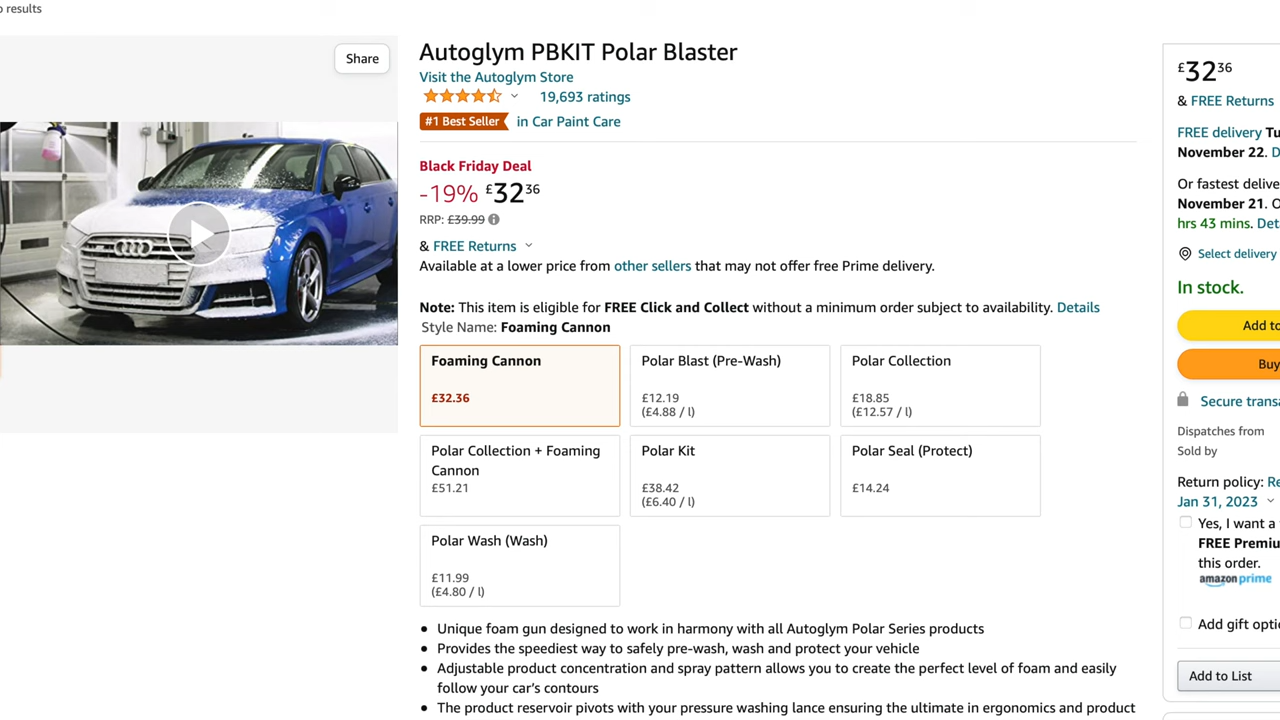 o results
Share
Autoglym PBKIT Polar Blaster
Visit the Autoglym Store
19,693 ratings
#1 Best Seller in Car Paint Care
Black Friday Deal
-19% £32 36
RRP: £39.99
& FREE Returns
Available at a lower price from other sellers that may not offer free Prime delivery.
Note: This item is eligible for FREE Click and Collect without a minimum order subject to availability. Details
Style Name: Foaming Cannon
Foaming Cannon
£32.36
Polar Blast (Pre-Wash)
£12.19
(£4.88 / l)
Polar Collection
£18.85
(£12.57 / l)
Polar Collection + Foaming
Cannon
£51.21
Polar Kit
£38.42
(£6.40 / l)
Polar Seal (Protect)
£14.24
Polar Wash (Wash)
£11.99
(£4.80 / l)
Unique foam gun designed to work in harmony with all Autoglym Polar Series products
Provides the speediest way to safely pre-wash, wash and protect your vehicle
Adjustable product concentration and spray pattern allows you to create the perfect level of foam and easily
follow your car’s contours
The product reservoir pivots with your pressure washing lance ensuring the ultimate in ergonomics and product
£32 36
& FREE Returns
FREE delivery Tu
November 22. D
Or fastest delive
November 21. O
hrs 43 mins. Det
Select delivery
In stock.
Add to
Buy
Secure transa
Dispatches from
Sold by
Return policy: Re
Jan 31, 2023
Yes, I want a
FREE Premiu
this order.
amazon prime
Add gift optio
Add to List